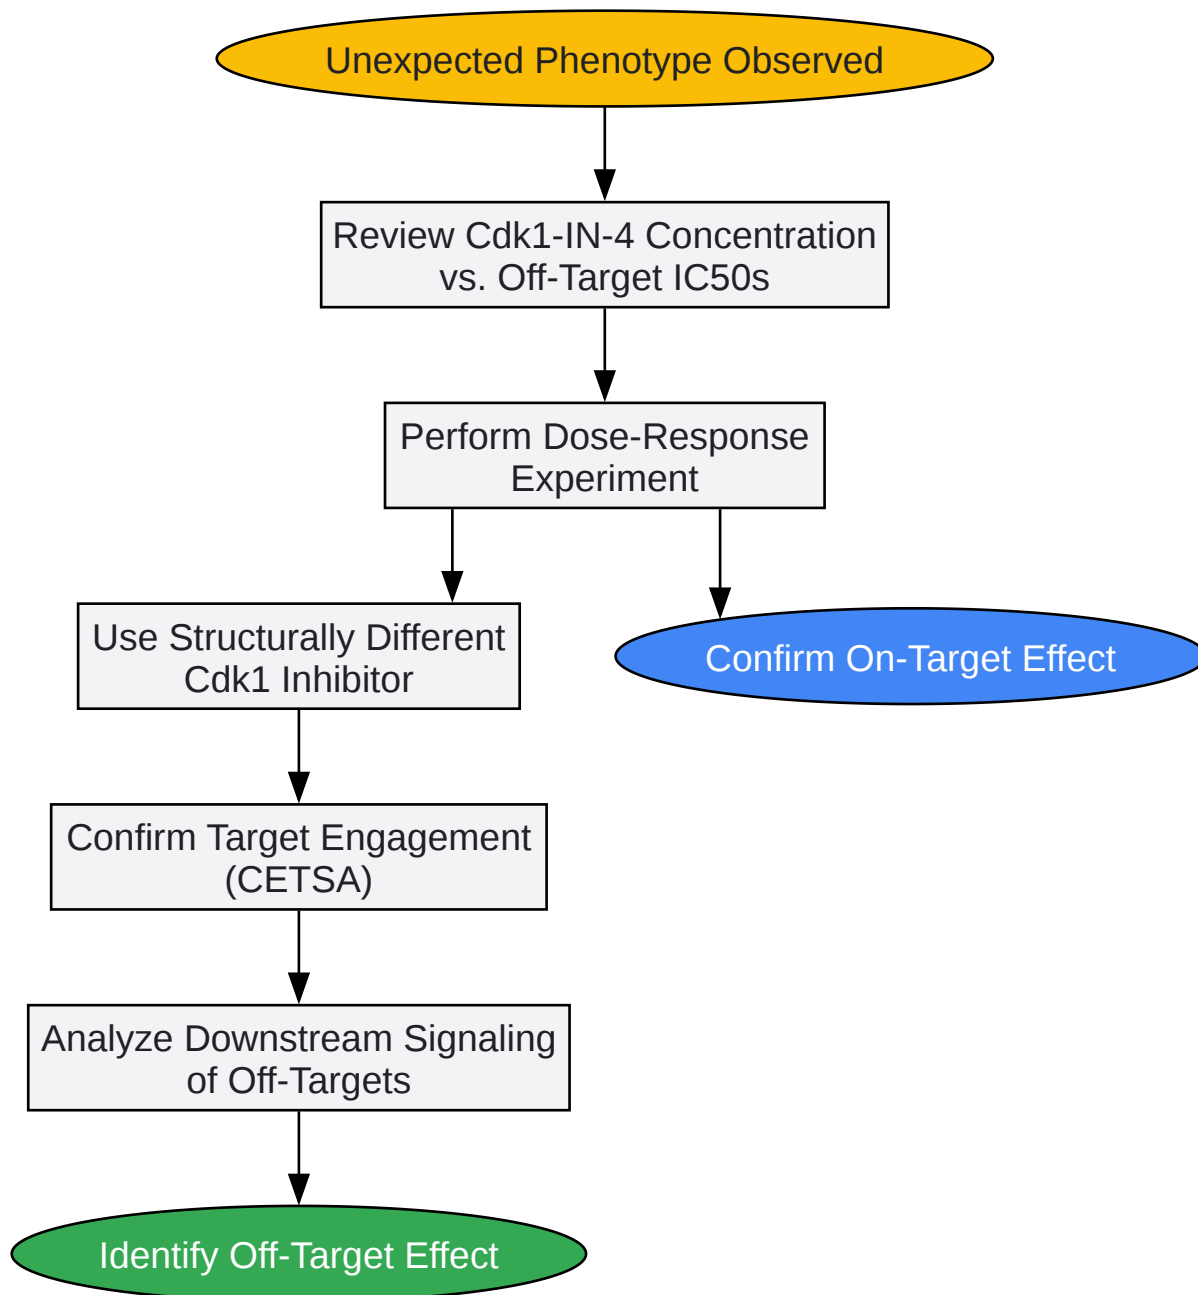 Unexpected Phenotype Observed
Review Cdk1-IN-4 Concentration
vs. Off-Target IC50s
Perform Dose-Response
Experiment
Use Structurally Different
Cdk1 Inhibitor
Confirm On-Target Effect
Confirm Target Engagement
(CETSA)
Analyze Downstream Signaling
of Off-Targets
Identify Off-Target Effect